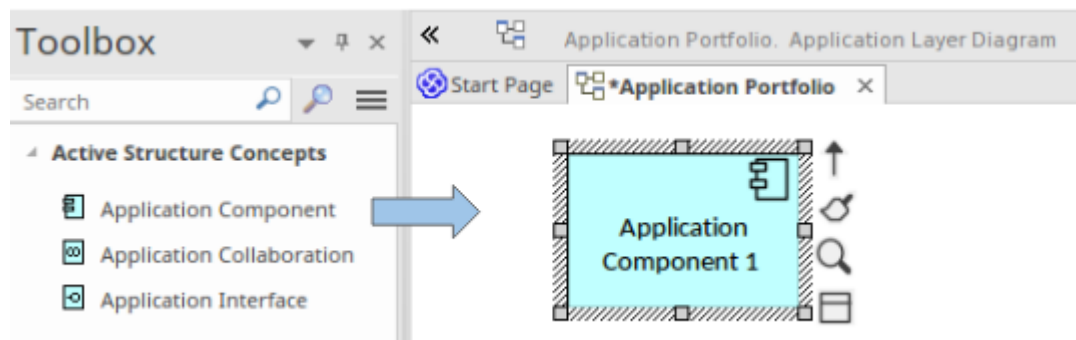 Toolbox
Search
Active Structure Concepts
Application Component
Application Collaboration
Application Interface
Application Portfolio. Application Layer Diagram
Start Page
*Application Portfolio
Application
Component 1